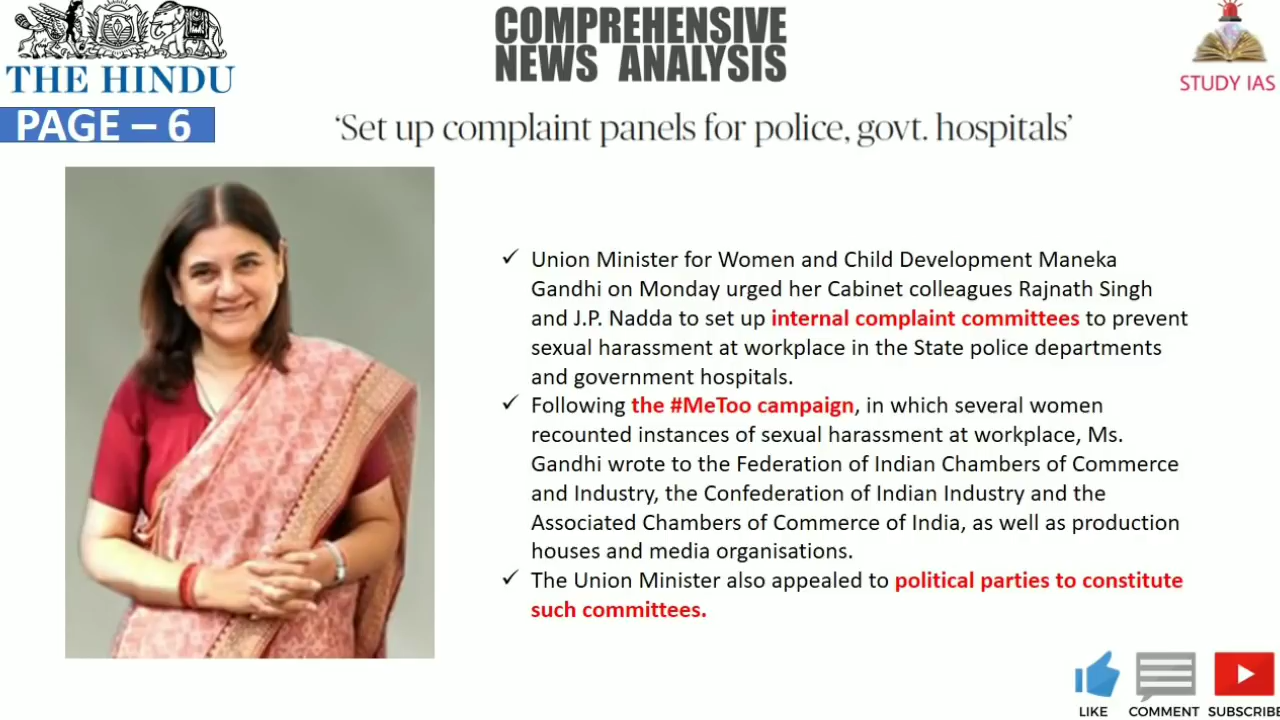 THE HINDU
COMPREHENSIVE
NEWS ANALYSIS
STUDY IAS
PAGE – 6
‘Set up complaint panels for police, govt. hospitals’
✓ Union Minister for Women and Child Development Maneka
Gandhi on Monday urged her Cabinet colleagues Rajnath Singh
and J.P. Nadda to set up internal complaint committees to prevent
sexual harassment at workplace in the State police departments
and government hospitals.
✓ Following the #MeToo campaign, in which several women
recounted instances of sexual harassment at workplace, Ms.
Gandhi wrote to the Federation of Indian Chambers of Commerce
and Industry, the Confederation of Indian Industry and the
Associated Chambers of Commerce of India, as well as production
houses and media organisations.
✓ The Union Minister also appealed to political parties to constitute
such committees.
LIKE COMMENT SUBSCRIBE